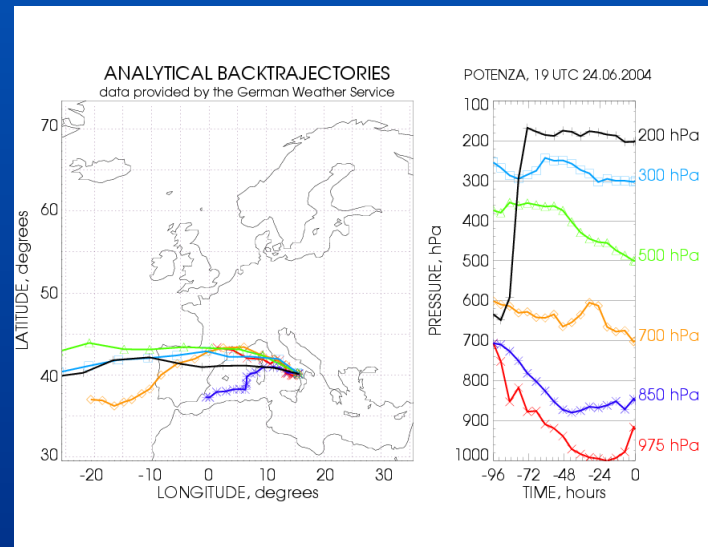 ANALYTICAL BACKTRAJECTORIES
data provided by the German Weather Service
LATITUDE, degrees
70
60
50
40
30
-20 -10 0 10 20 30
LONGITUDE, degrees
POTENZA, 19 UTC 24.06.2004
PRESSURE, hPa
100
200
300
400
500
600
700
800
900
1000
200 hPa
300 hPa
500 hPa
700 hPa
850 hPa
975 hPa
-96 -72 -48 -24 0
TIME, hours